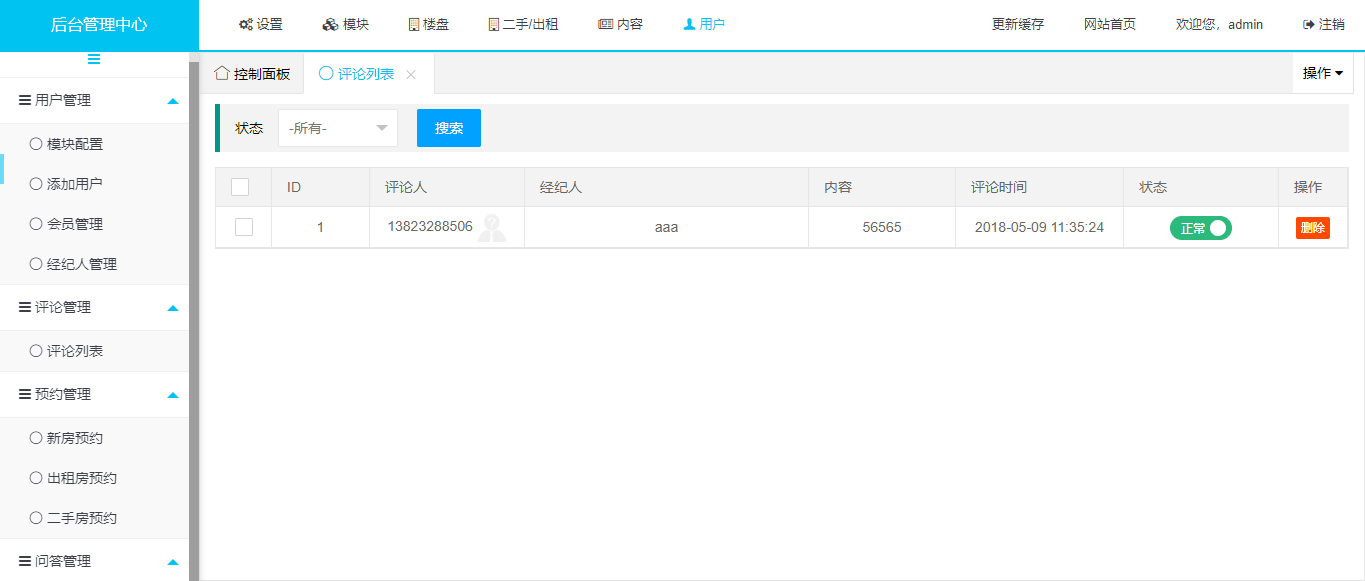 后台管理中心
设置 模块 楼盘 二手/出租 内容 用户 更新缓存 网站首页 欢迎您，admin 注销
控制面板 评论列表 操作
用户管理
模块配置
添加用户
会员管理
经纪人管理
评论管理
评论列表
预约管理
新房预约
出租房预约
二手房预约
问答管理
状态 -所有- 搜索
ID 评论人 经纪人 内容 评论时间 状态 操作
1 13823288506 aaa 56565 2018-05-09 11:35:24 正常 删除